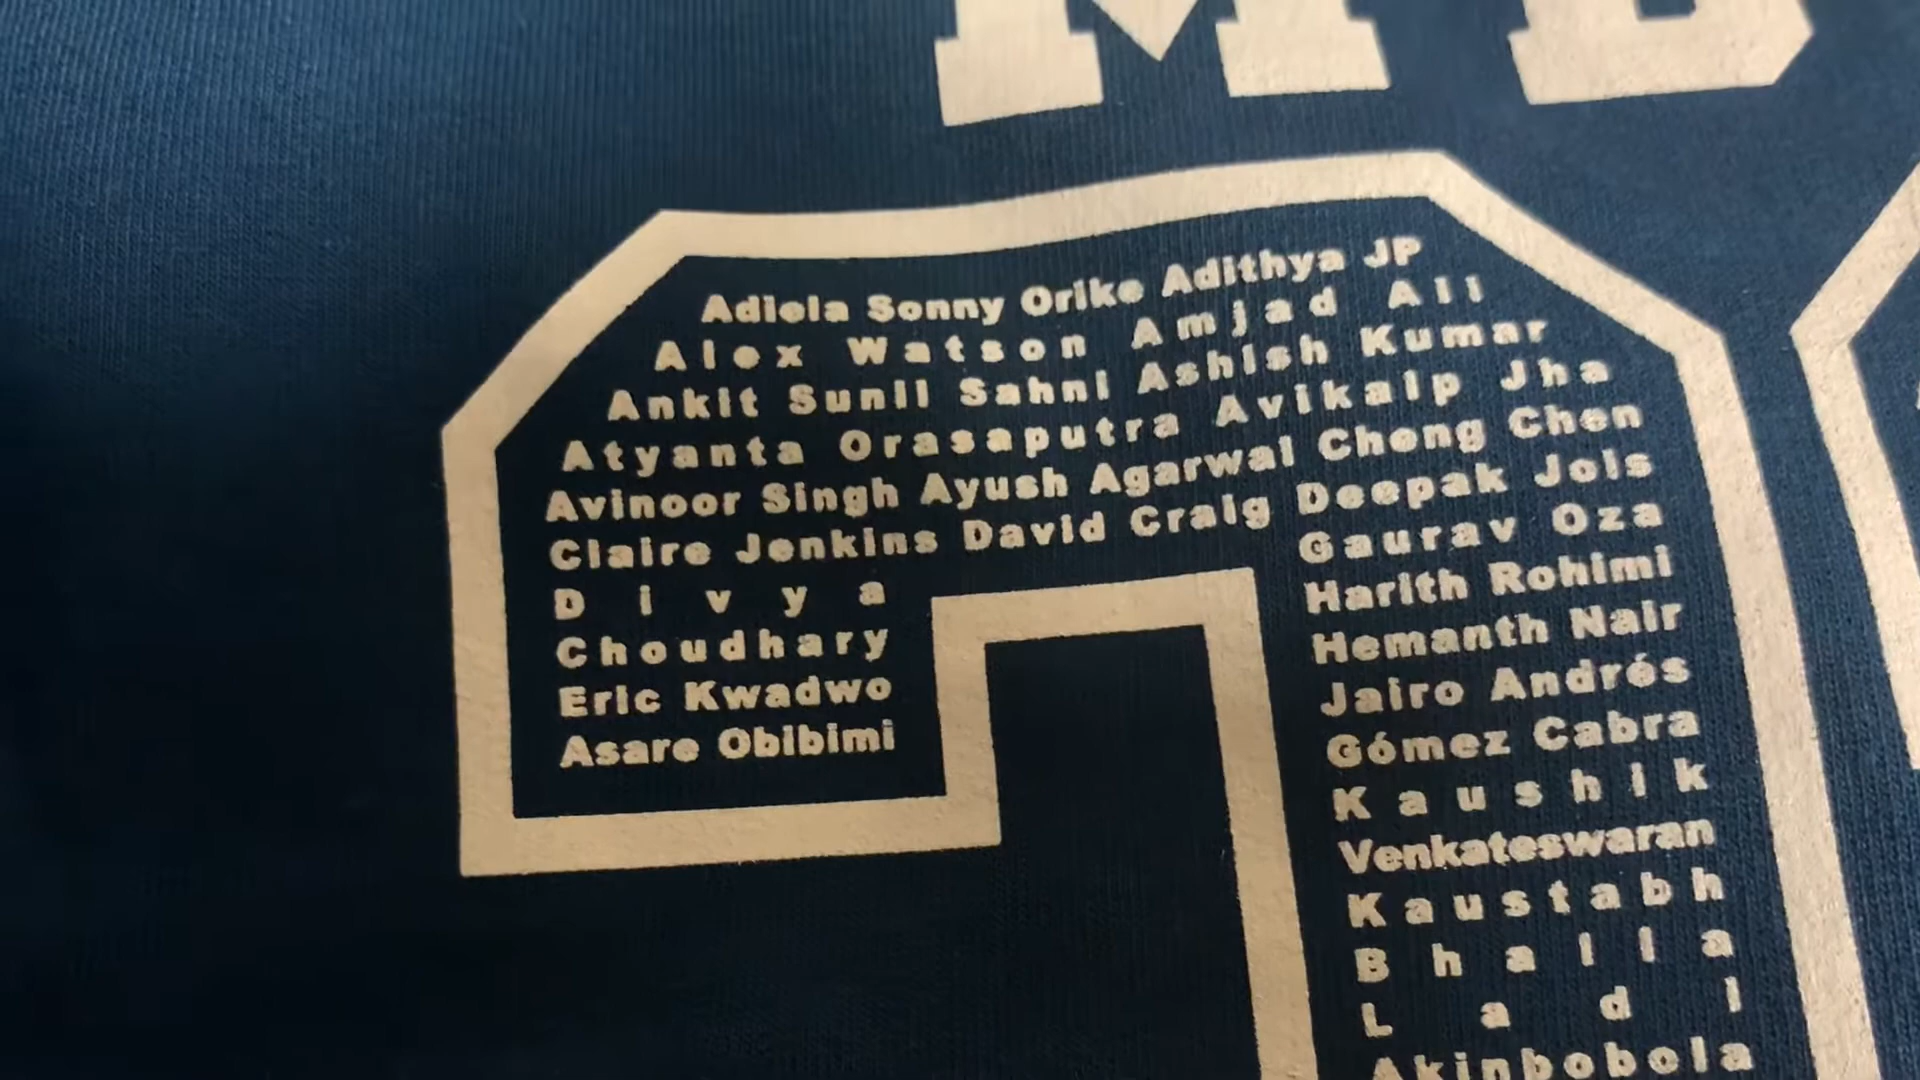 Adiela Sonny Orike Adithya JP
Alex Watson Amjad Ali
Ankit Sunil Sahni Ashish Kumar
Atyanta Orasaputra Avikalp Jha
Avinoor Singh Ayush Agarwal Cheng Chen
Claire Jenkins David Craig Deepak Jois
Divya
Choudhary
Eric Kwadwo
Asare Obibimi
Gaurav Oza
Harith Rohimi
Hemanth Nair
Jairo Andrés
Gómez Cabra
Kaushik
Venkateswaran
Kaustabh
Bhalla
Ladi
Akinbobola